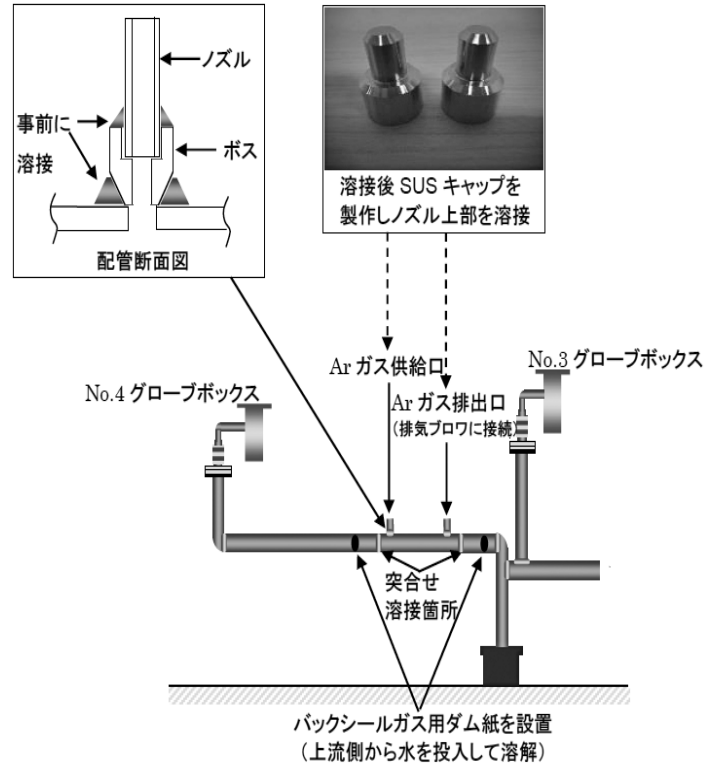 ノズル
事前に
溶接
ボス
配管断面図
溶接後 SUS キャップを
製作しノズル上部を溶接
Ar ガス供給口
No.3 グローブボックス
No.4 グローブボックス
Ar ガス排出口
(排気ブロワに接続)
突合せ
溶接箇所
バックシールガス用ダム紙を設置
(上流側から水を投入して溶解)